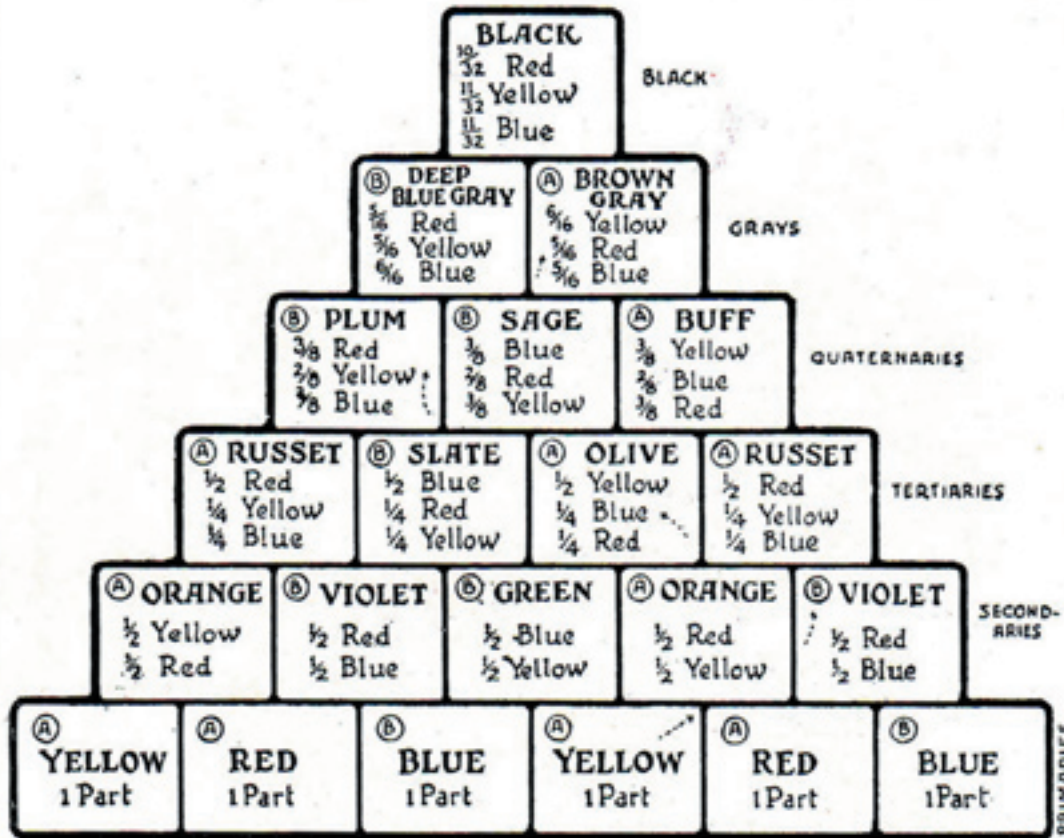 BLACK
10/32 Red
11/32 Yellow
11/32 Blue
BLACK
Ⓑ DEEP
BLUE GRAY
5/16 Red
5/16 Yellow
6/16 Blue
Ⓐ BROWN
GRAY
6/16 Yellow
5/16 Red
5/16 Blue
GRAYS
Ⓑ PLUM
3/8 Red
2/8 Yellow
3/8 Blue
Ⓑ SAGE
3/8 Blue
2/8 Red
3/8 Yellow
Ⓐ BUFF
3/8 Yellow
Blue
3/8 Red
QUATERNARIES
Ⓐ RUSSET
1/2 Red
1/4 Yellow
1/4 Blue
Ⓑ SLATE
1/2 Blue
1/4 Red
1/4 Yellow
Ⓐ OLIVE
1/2 Yellow
1/4 Blue
1/4 Red
Ⓐ RUSSET
1/2 Red
1/4 Yellow
1/4 Blue
TERTIARIES
Ⓐ ORANGE
1/2 Yellow
1/2 Red
Ⓑ VIOLET
1/2 Red
1/2 Blue
Ⓑ GREEN
1/2 Blue
1/2 Yellow
Ⓐ ORANGE
1/2 Red
1/2 Yellow
Ⓑ VIOLET
1/2 Red
1/2 Blue
SECOND-
ARIES
Ⓐ
YELLOW
1 Part
Ⓐ
RED
1 Part
Ⓑ
BLUE
1 Part
Ⓐ
YELLOW
1 Part
Ⓐ
RED
1 Part
Ⓑ
BLUE
1 Part